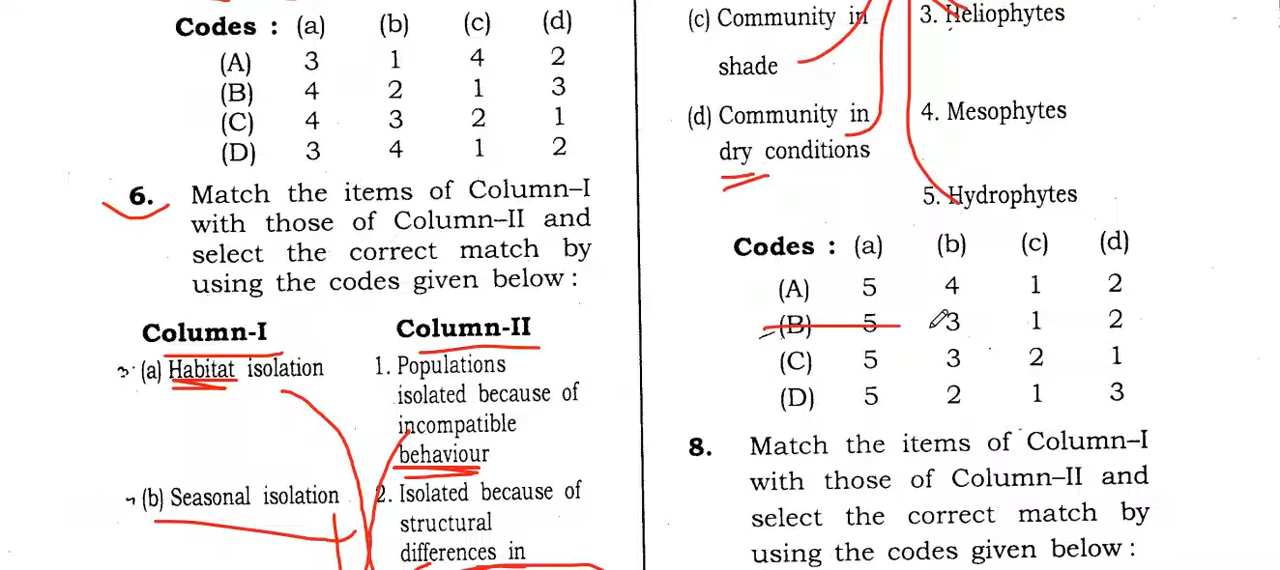 Codes : (a) (b) (c) (d)
(A) 3 1 4 2
(B) 4 2 1 3
(C) 4 3 2 1
(D) 3 4 1 2
6. Match the items of Column–I
with those of Column–II and
select the correct match by
using the codes given below :
Column-I Column-II
(a) Habitat isolation 1. Populations
isolated because of
incompatible
behaviour
(b) Seasonal isolation 2. Isolated because of
structural
differences in
(c) Community in 3. Heliophytes
shade
(d) Community in 4. Mesophytes
dry conditions
5. Hydrophytes
Codes : (a) (b) (c) (d)
(A) 5 4 1 2
(B) 5 3 1 2
(C) 5 3 2 1
(D) 5 2 1 3
8. Match the items of Column–I
with those of Column–II and
select the correct match by
using the codes given below :